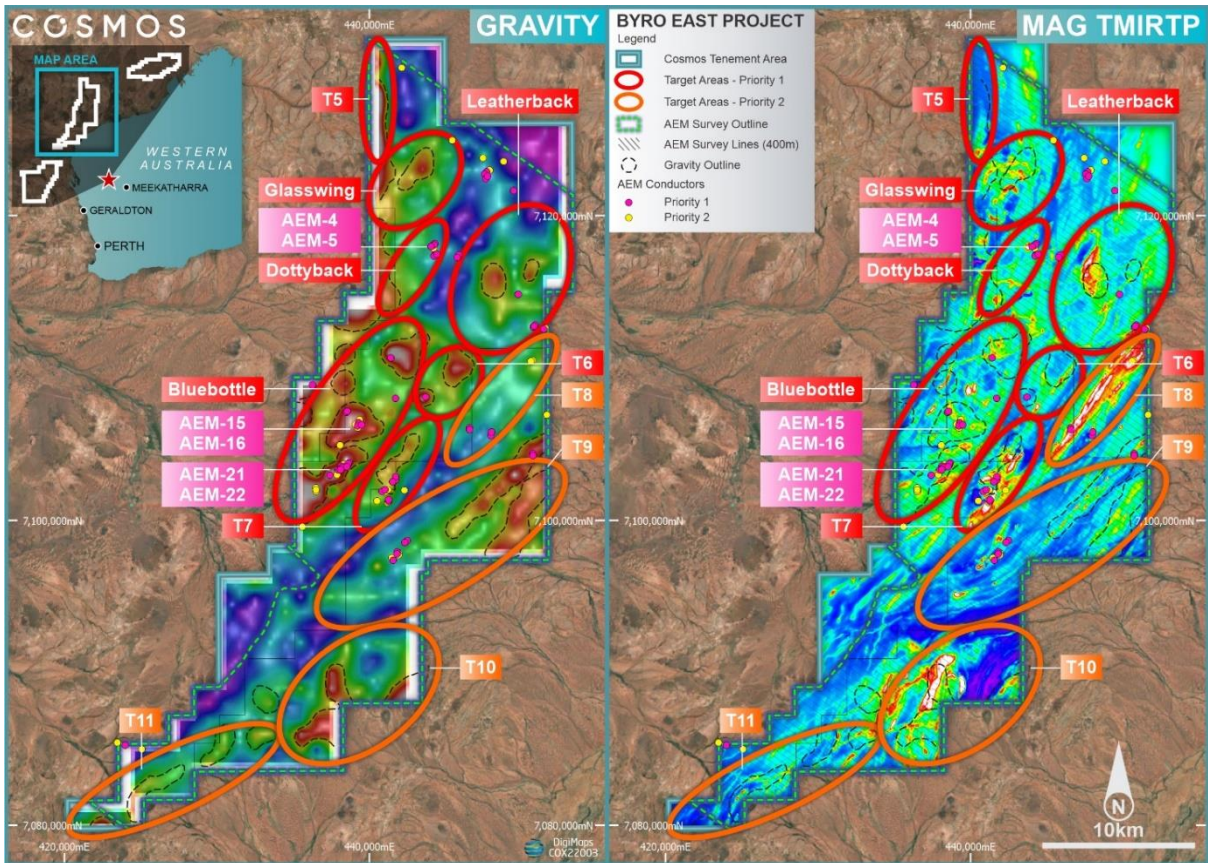 COSMOS
GRAVITY
440,000mE
MAP AREA
WESTERN
AUSTRALIA
MEEKATHARRA
GERALDTON
PERTH
T5
Leatherback
Glasswing
7,120,000mN
AEM-4
AEM-5
Dottyback
T6
Bluebottle
T8
AEM-15
AEM-16
T9
AEM-21
AEM-22
7,100,000mN
T7
T10
T11
7,080,000mN
7,080,000mN
420,000mE
440,000mE
DigiMaps
COX22003
BYRO EAST PROJECT
Legend
Cosmos Tenement Area
Target Areas - Priority 1
Target Areas - Priority 2
AEM Survey Outline
AEM Survey Lines (400m)
Gravity Outline
AEM Conductors
Priority 1
Priority 2
MAG TMIRTP
440,000mE
T5
Leatherback
Glasswing
7,120,000mN
AEM-4
AEM-5
Dottyback
T6
Bluebottle
T8
AEM-15
AEM-16
T9
AEM-21
AEM-22
7,100,000mN
T7
T10
T11
7,080,000mN
420,000mE
440,000mE
N
10km